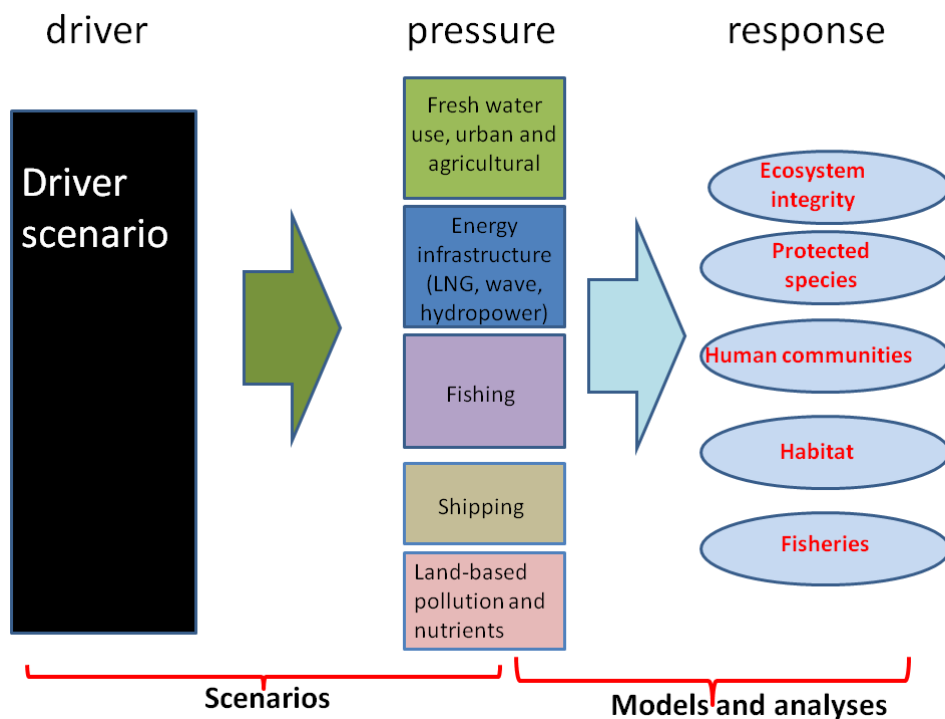 driver
pressure
response
Driver
scenario
Fresh water
use, urban and
agricultural
Energy
infrastructure
(LNG, wave,
hydropower)
Fishing
Shipping
Land-based
pollution and
nutrients
Ecosystem
integrity
Protected
species
Human communities
Habitat
Fisheries
Scenarios
Models and analyses